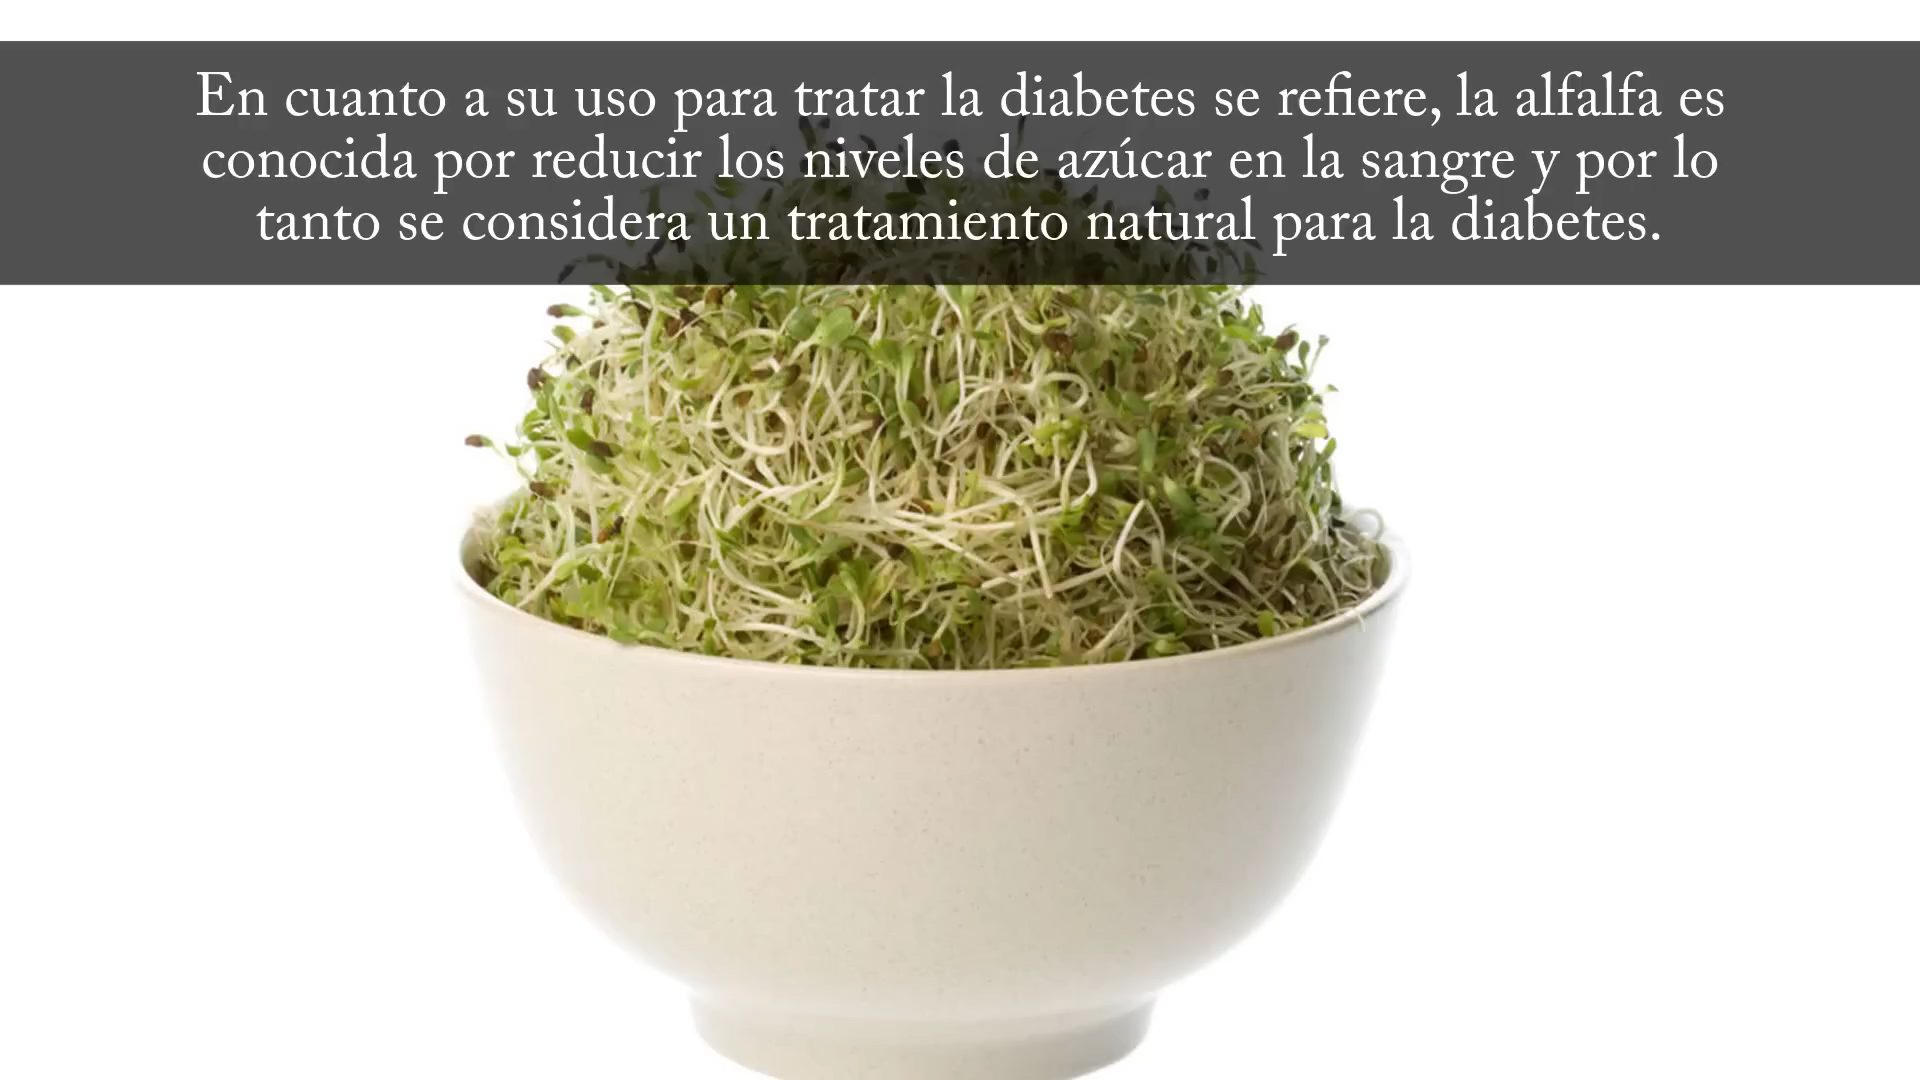 En cuanto a su uso para tratar la diabetes se refiere, la alfalfa es
conocida por reducir los niveles de azúcar en la sangre y por lo
tanto se considera un tratamiento natural para la diabetes.